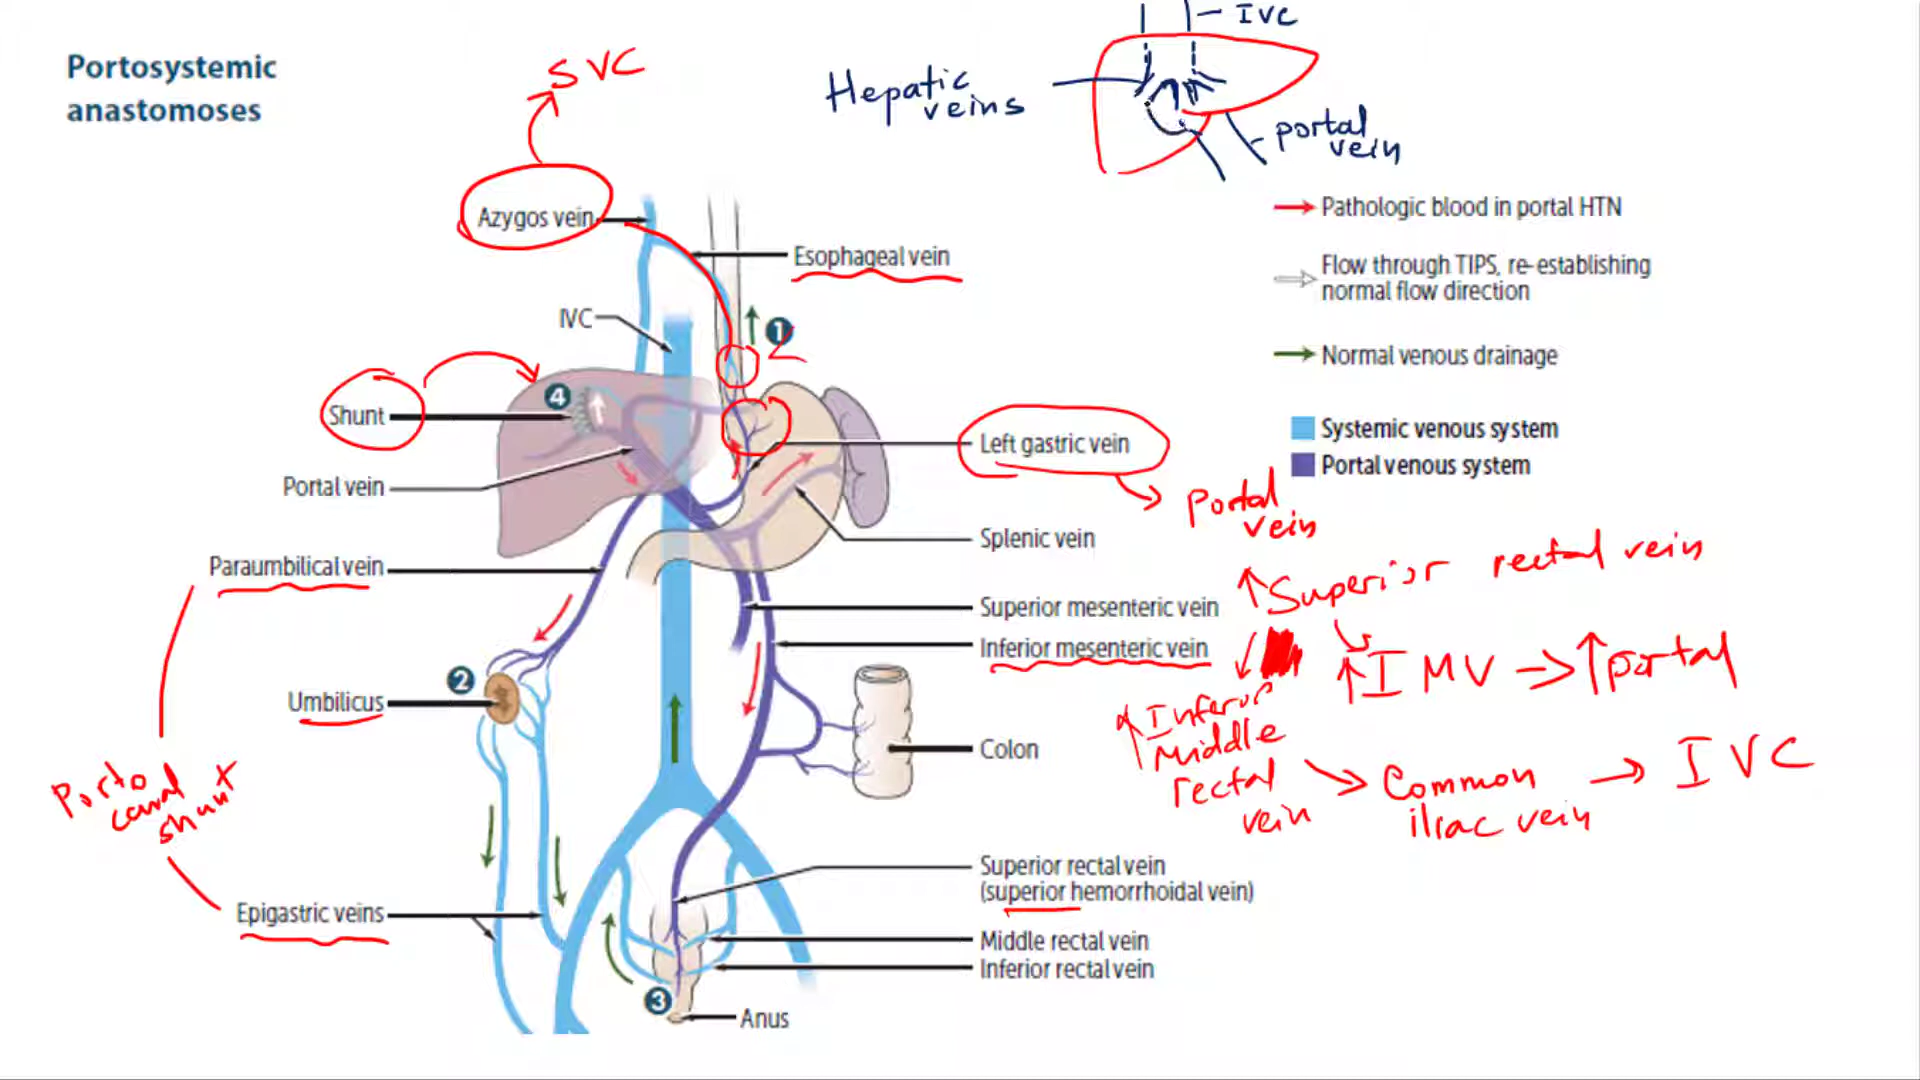 Portosystemic
anastomoses
SVC
Hepatic
veins
IVC
portal
vein
Azygos vein
Esophageal vein
IVC
1
Shunt
4
Left gastric vein
Portal vein
Splenic vein
Paraumbilical vein
Superior mesenteric vein
Inferior mesenteric vein
2
Umbilicus
Colon
Epigastric veins
Superior rectal vein
(superior hemorrhoidal vein)
Middle rectal vein
Inferior rectal vein
3
Anus
Pathologic blood in portal HTN
Flow through TIPS, re-establishing
normal flow direction
Normal venous drainage
Systemic venous system
Portal venous system
portal
vein
↑Superior rectal vein
↑IMV → ↑portal
↑Inferior
Middle
rectal
vein
→ Common
iliac vein
→ IVC
Porto
caval
shunt